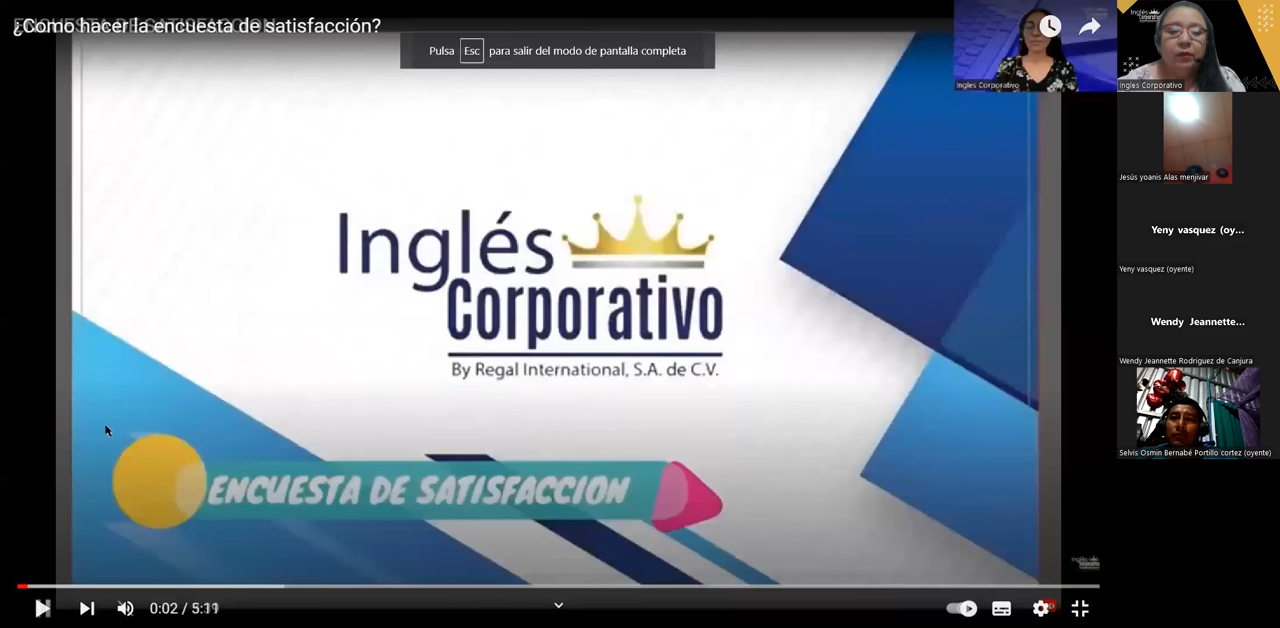 ¿Como hacer la encuesta de satisfacción?
Pulsa Esc para salir del modo de pantalla completa
Inglés
Corporativo
By Regal International, S.A. de C.V.
ENCUESTA DE SATISFACCION
0:02 / 5:11
Ingles Corporativo
Ingles Corporativo
Jesús yoanis Alas menjivar
Yeny vasquez (oy...
Yeny vasquez (oyente)
Wendy Jeannette...
Wendy Jeannette Rodriguez de Canjura
Selvis Osmin Bernabé Portillo cortez (oyente)